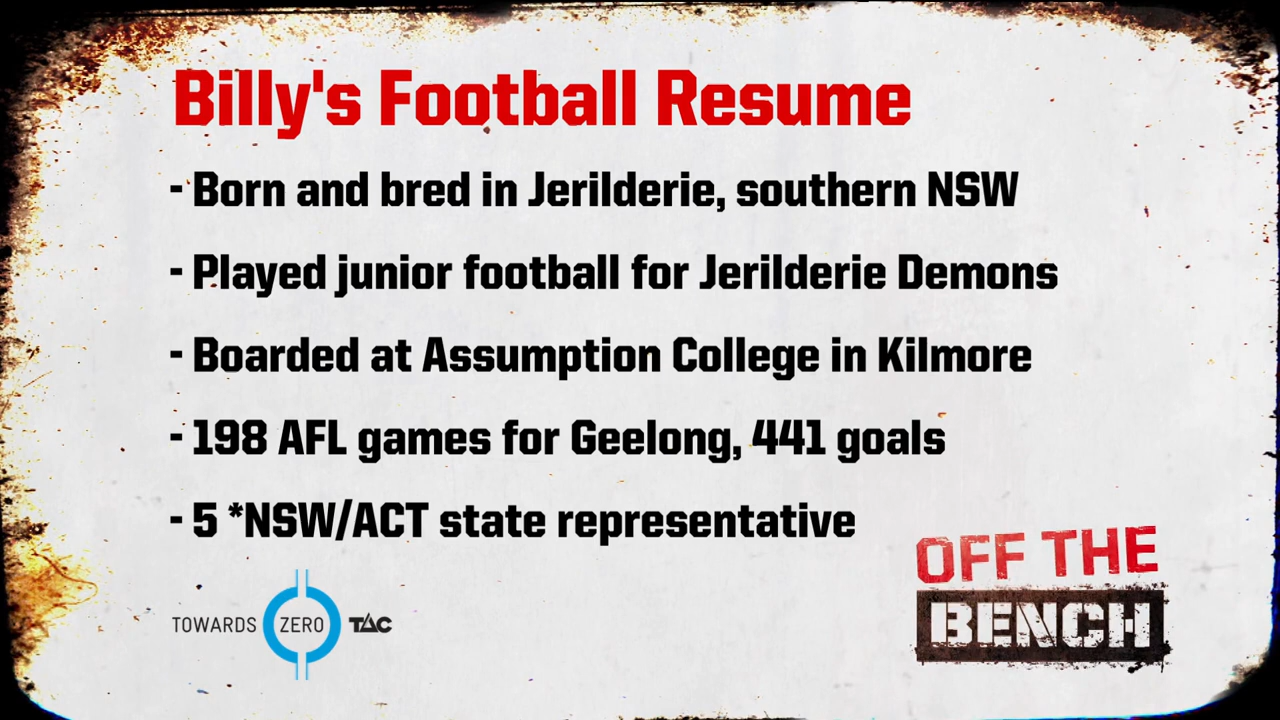 Billy's Football Resume
- Born and bred in Jerilderie, southern NSW
- Played junior football for Jerilderie Demons
- Boarded at Assumption College in Kilmore
- 198 AFL games for Geelong, 441 goals
- 5 *NSW/ACT state representative
OFF THE
BENCH
TOWARDS ZERO TAC